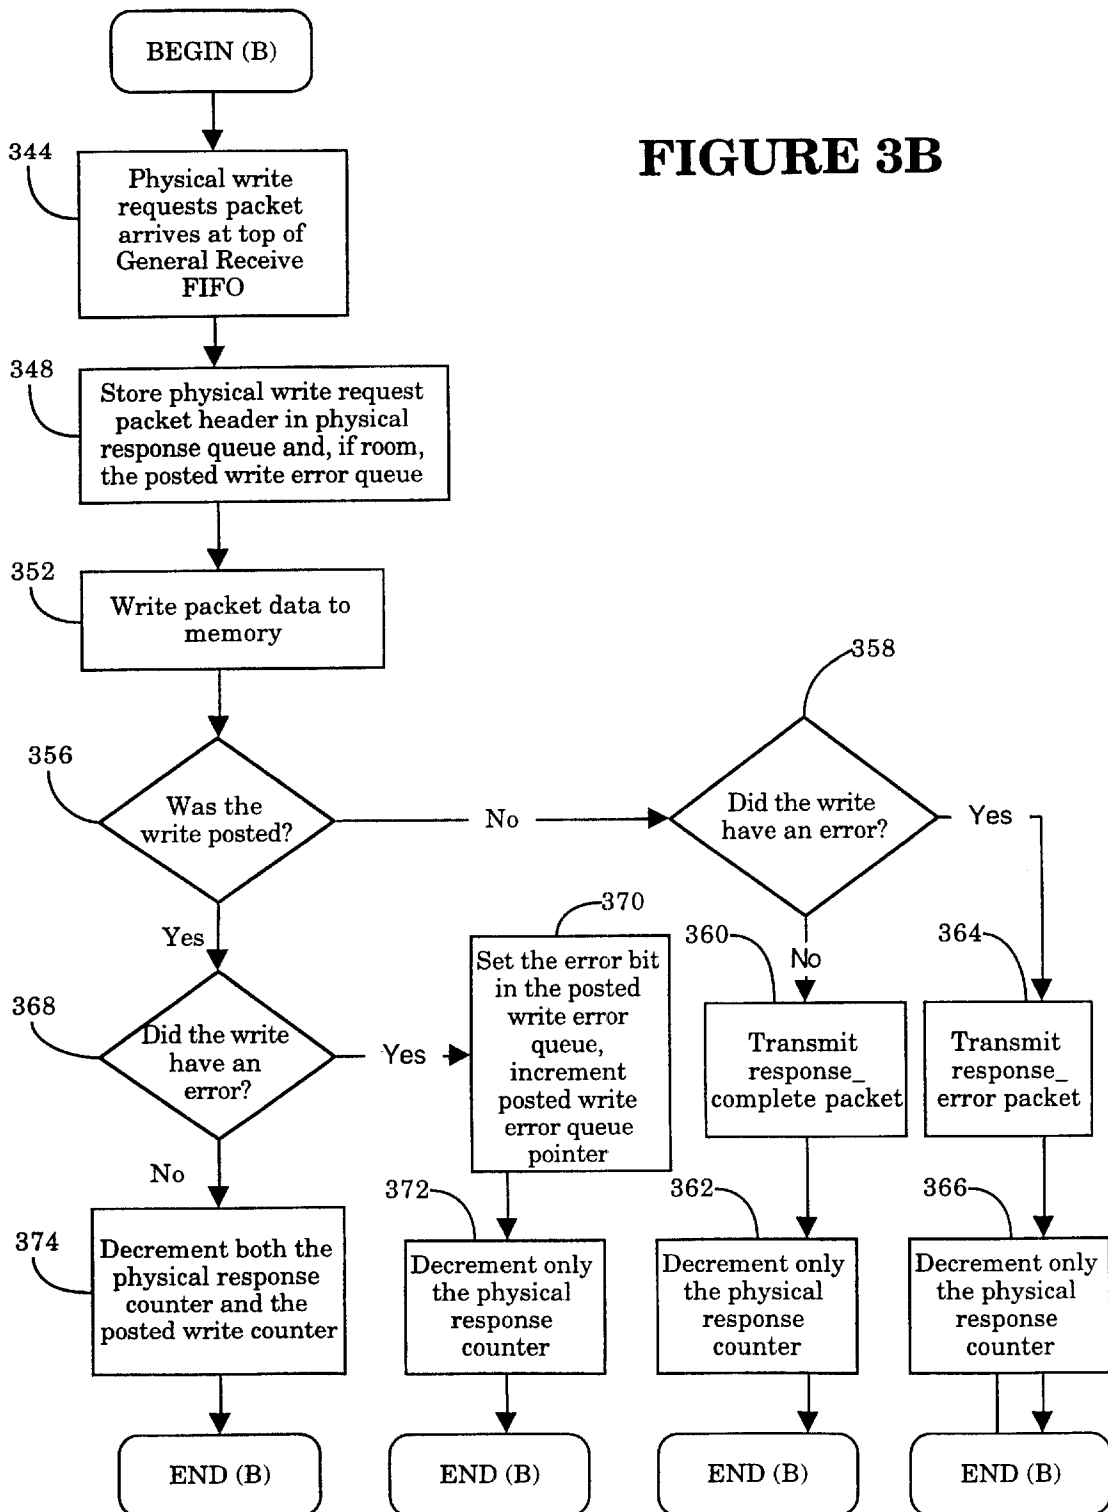 BEGIN (B)
FIGURE 3B
344
Physical write
requests packet
arrives at top of
General Receive
FIFO
348
Store physical write request
packet header in physical
response queue and, if room,
the posted write error queue
352
Write packet data to
memory
356
Was the
write posted?
No
358
Did the write
have an error?
Yes
Yes
368
Did the write
have an
error?
Yes
370
Set the error bit
in the posted
write error
queue,
increment
posted write
error queue
pointer
No
360
Transmit
response_
complete packet
364
Transmit
response_
error packet
No
374
Decrement both the
physical response
counter and the
posted write counter
372
Decrement only
the physical
response
counter
362
Decrement only
the physical
response
counter
366
Decrement only
the physical
response
counter
END (B)
END (B)
END (B)
END (B)